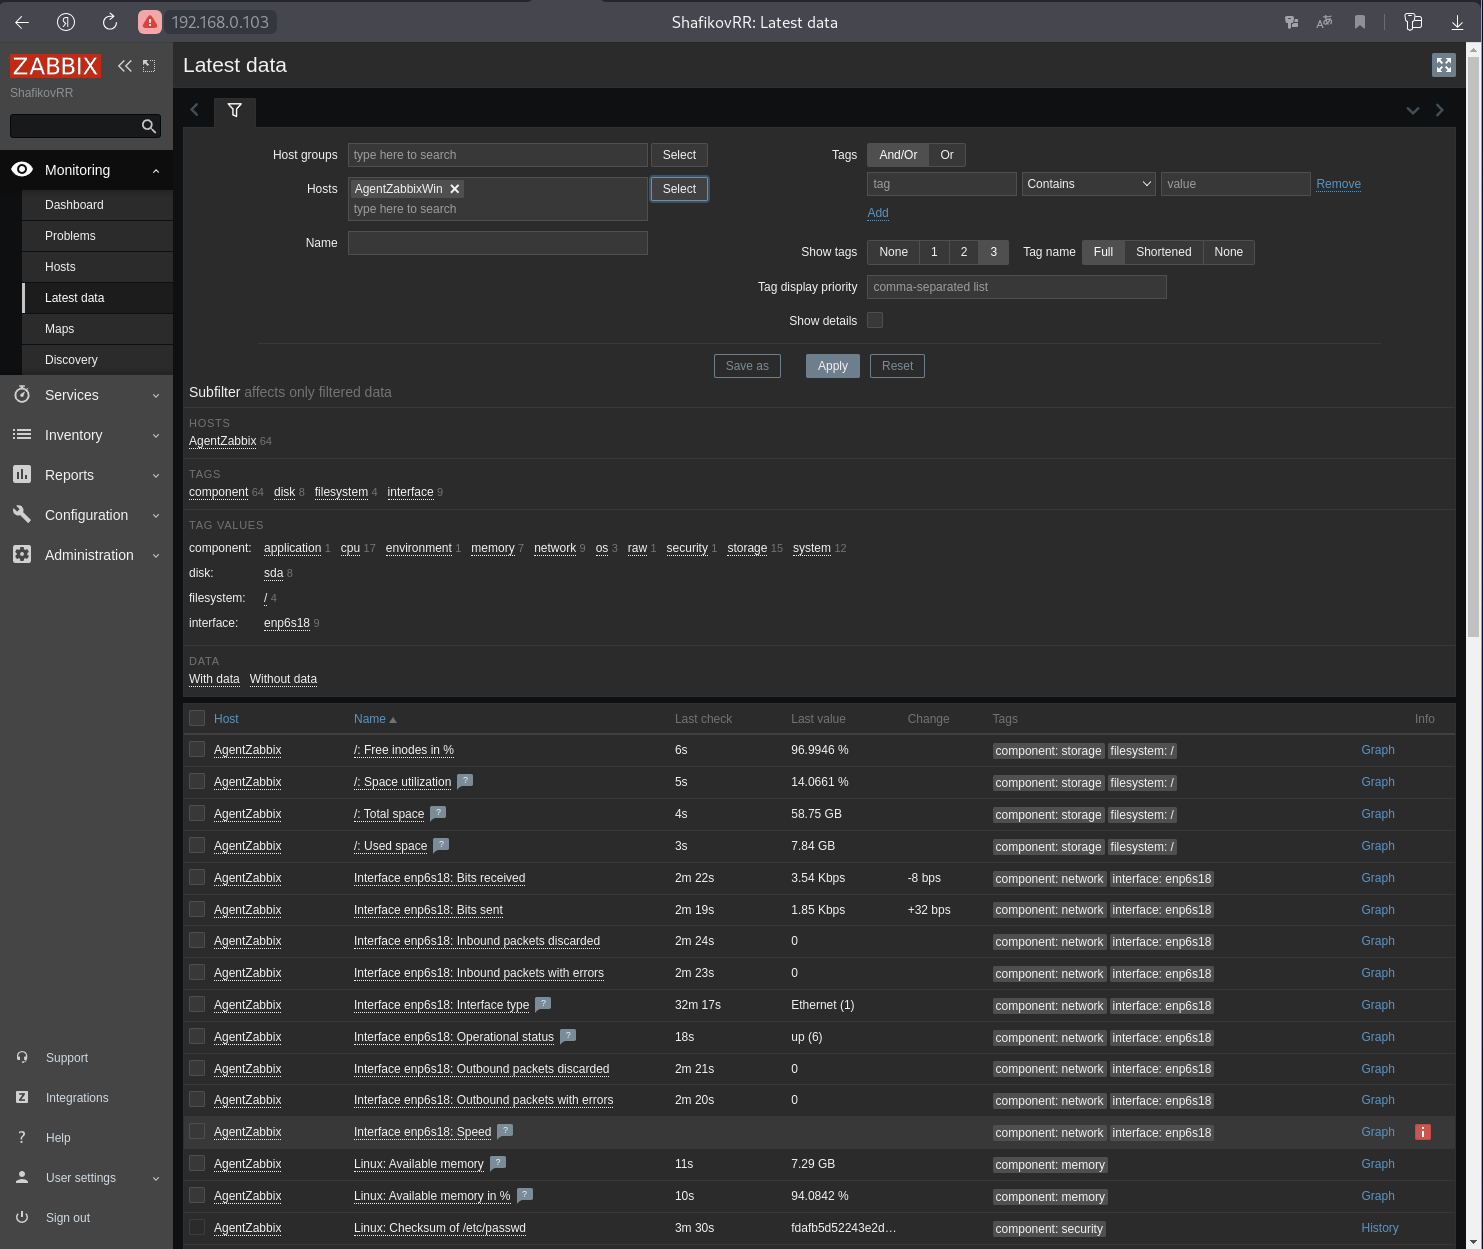 192.168.0.103
ShafikovRR: Latest data
ZABBIX
ShafikovRR
Monitoring
Dashboard
Problems
Hosts
Latest data
Maps
Discovery
Services
Inventory
Reports
Configuration
Administration
Support
Integrations
Help
User settings
Sign out
Latest data
Host groups type here to search Select
Hosts AgentZabbixWin Select
type here to search
Name
Tags And/Or Or
tag Contains value Remove
Add
Show tags None 1 2 3 Tag name Full Shortened None
Tag display priority comma-separated list
Show details
Save as Apply Reset
Subfilter affects only filtered data
HOSTS
AgentZabbix 64
TAGS
component 64 disk 8 filesystem 4 interface 9
TAG VALUES
component: application 1 cpu 17 environment 1 memory 7 network 9 os 3 raw 1 security 1 storage 15 system 12
disk: sda 8
filesystem: / 4
interface: enp6s18 9
DATA
With data Without data
Host Name Last check Last value Change Tags Info
AgentZabbix /: Free inodes in % 6s 96.9946 % component: storage filesystem: / Graph
AgentZabbix /: Space utilization ? 5s 14.0661 % component: storage filesystem: / Graph
AgentZabbix /: Total space ? 4s 58.75 GB component: storage filesystem: / Graph
AgentZabbix /: Used space ? 3s 7.84 GB component: storage filesystem: / Graph
AgentZabbix Interface enp6s18: Bits received 2m 22s 3.54 Kbps -8 bps component: network interface: enp6s18 Graph
AgentZabbix Interface enp6s18: Bits sent 2m 19s 1.85 Kbps +32 bps component: network interface: enp6s18 Graph
AgentZabbix Interface enp6s18: Inbound packets discarded 2m 24s 0 component: network interface: enp6s18 Graph
AgentZabbix Interface enp6s18: Inbound packets with errors 2m 23s 0 component: network interface: enp6s18 Graph
AgentZabbix Interface enp6s18: Interface type ? 32m 17s Ethernet (1) component: network interface: enp6s18 Graph
AgentZabbix Interface enp6s18: Operational status ? 18s up (6) component: network interface: enp6s18 Graph
AgentZabbix Interface enp6s18: Outbound packets discarded 2m 21s 0 component: network interface: enp6s18 Graph
AgentZabbix Interface enp6s18: Outbound packets with errors 2m 20s 0 component: network interface: enp6s18 Graph
AgentZabbix Interface enp6s18: Speed ? component: network interface: enp6s18 Graph i
AgentZabbix Linux: Available memory ? 11s 7.29 GB component: memory Graph
AgentZabbix Linux: Available memory in % ? 10s 94.0842 % component: memory Graph
AgentZabbix Linux: Checksum of /etc/passwd 3m 30s fdafb5d52243e2d… component: security History